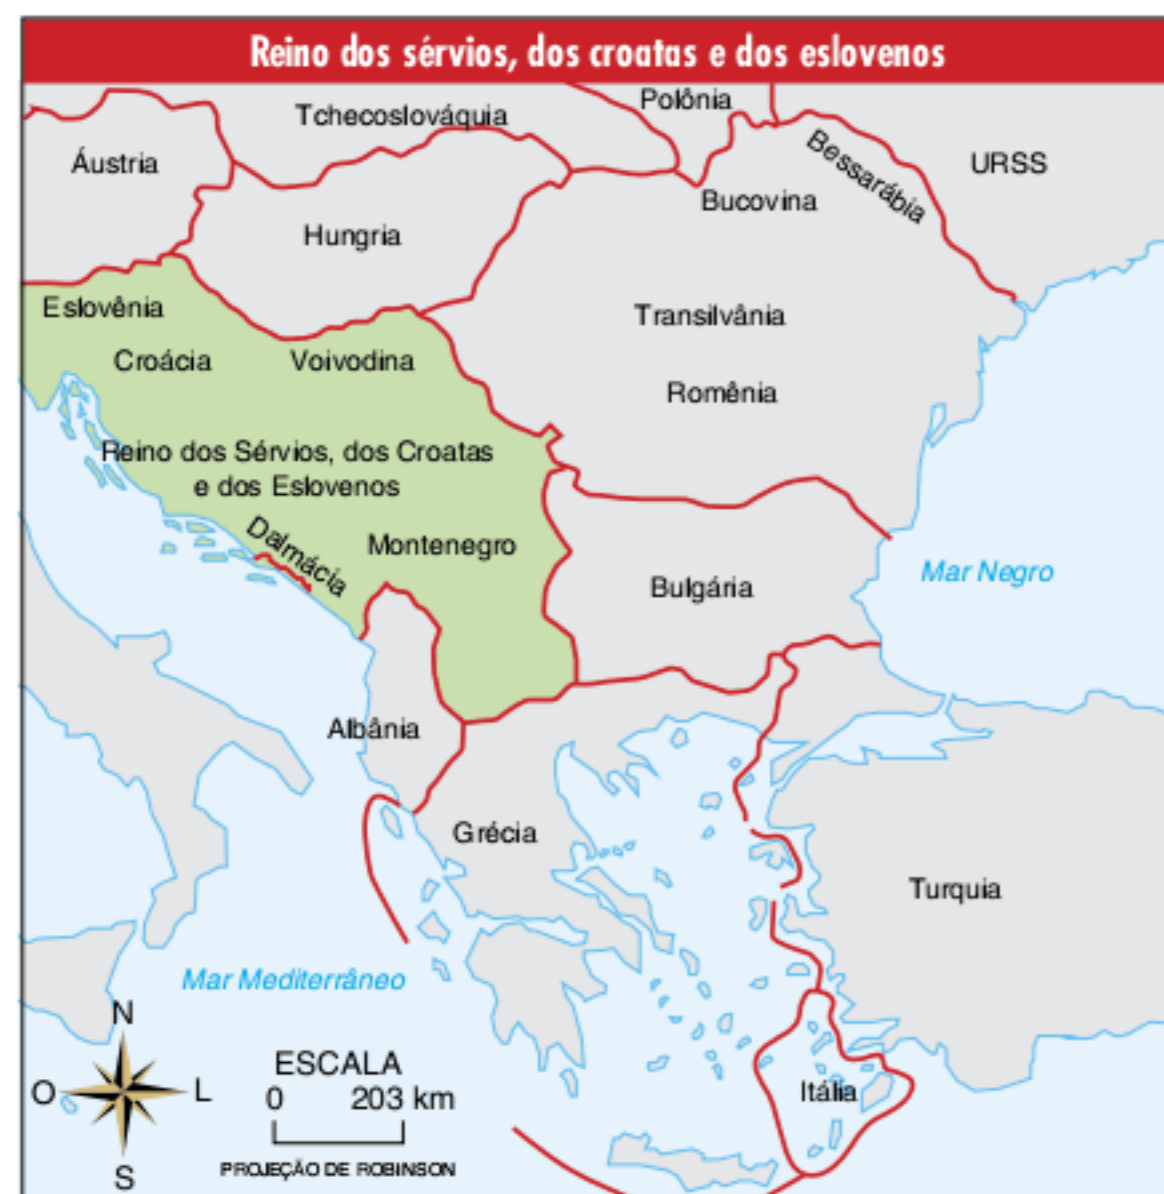 Reino dos sérvios, dos croatas e dos eslovenos
Polônia
Tchecoslováquia
Áustria
Bessarábia
URSS
Bucovina
Hungria
Eslovênia
Transilvânia
Croácia
Voivodina
Romênia
Reino dos Sérvios, dos Croatas
e dos Eslovenos
Dalmácia
Montenegro
Mar Negro
Bulgária
Albânia
Grécia
Turquia
Mar Mediterrâneo
N
O
L
S
ESCALA
0 203 km
PROJEÇÃO DE ROBINSON
Itália